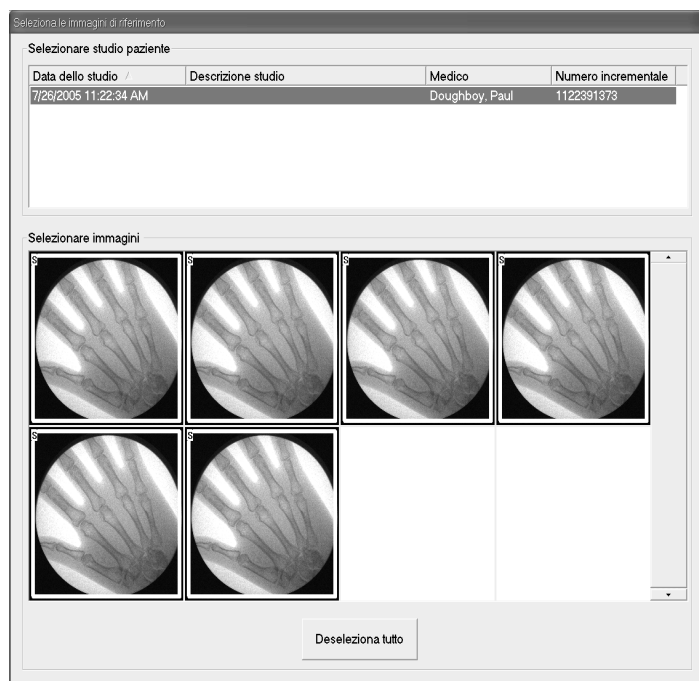 Seleziona le immagini di riferimento
Selezionare studio paziente
Data dello studio Descrizione studio Medico Numero incrementale
7/26/2005 11:22:34 AM Doughboy, Paul 1122391373
Selezionare immagini
S S S S
S S
Deseleziona tutto